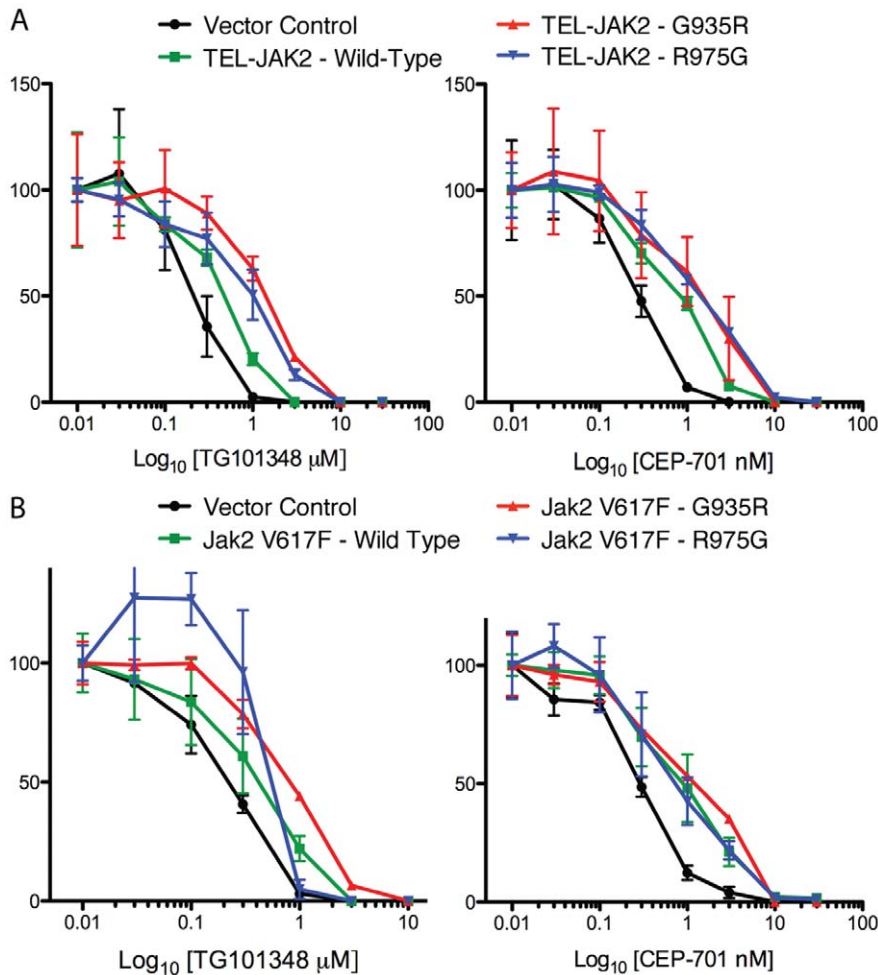 A
Vector Control
TEL-JAK2 - Wild-Type
TEL-JAK2 - G935R
TEL-JAK2 - R975G
150
100
50
0
0.01 0.1 1 10 100
Log10 [TG101348 µM]
150
100
50
0
0.01 0.1 1 10 100
Log10 [CEP-701 nM]
B
Vector Control
Jak2 V617F - Wild Type
Jak2 V617F - G935R
Jak2 V617F - R975G
100
50
0
0.01 0.1 1 10
Log10 [TG101348 µM]
100
50
0
0.01 0.1 1 10 100
Log10 [CEP-701 nM]